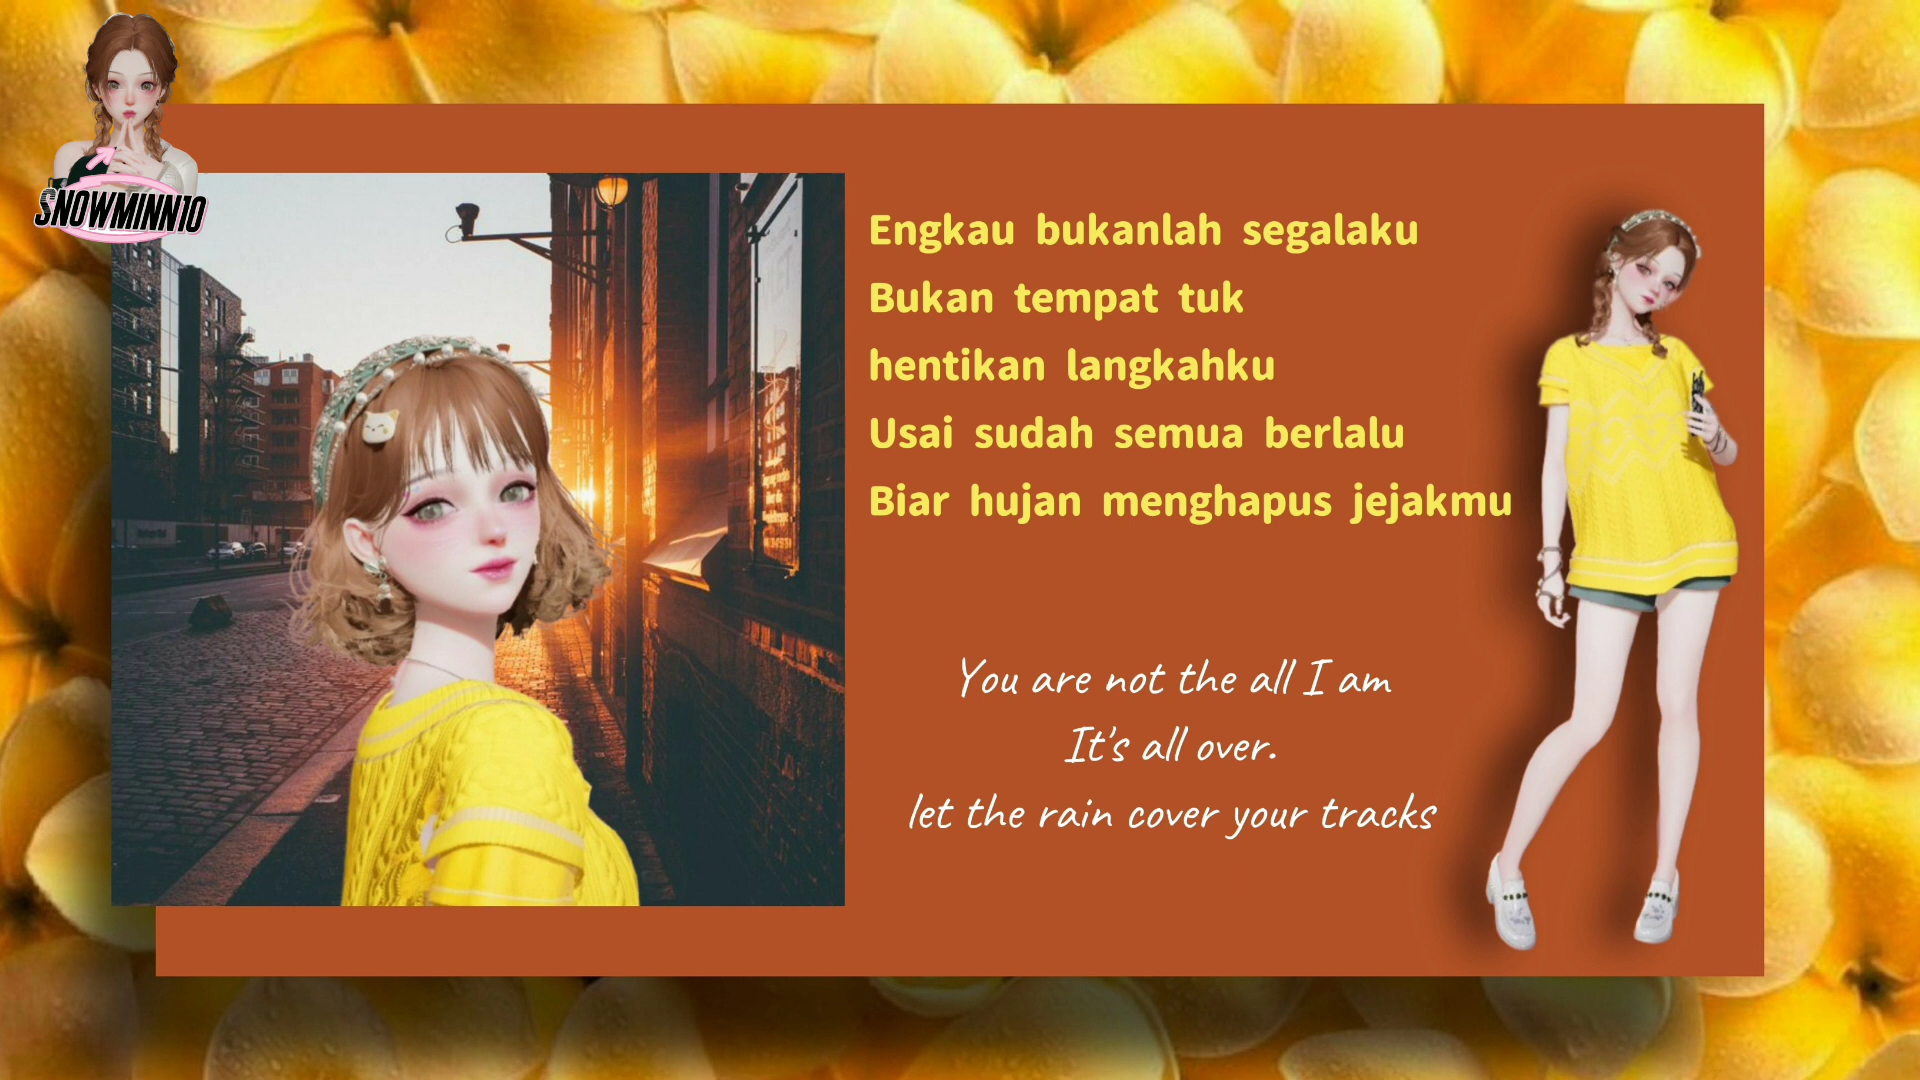 SNOWMINN10
Engkau bukanlah segalaku
Bukan tempat tuk
hentikan langkahku
Usai sudah semua berlalu
Biar hujan menghapus jejakmu
You are not the all I am
It's all over.
let the rain cover your tracks